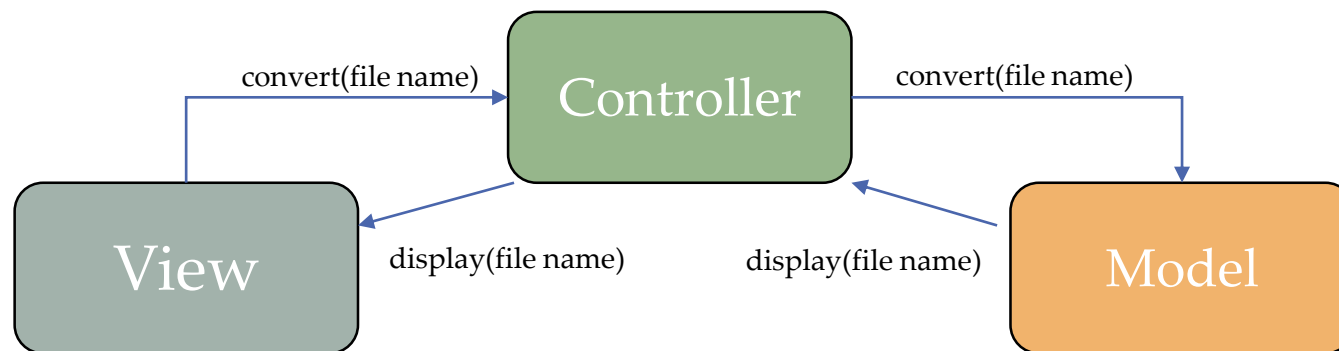 convert(file name)
Controller
convert(file name)
View
display(file name)
display(file name)
Model